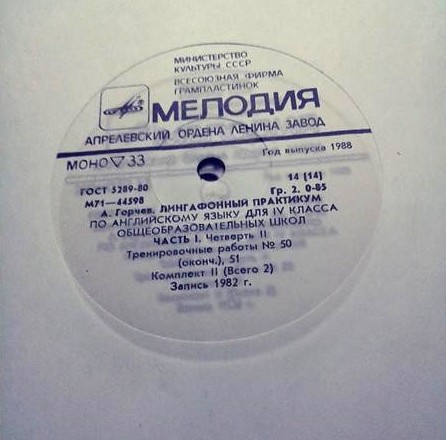 МИНИСТЕРСТВО
КУЛЬТУРЫ СССР
ВСЕСОЮЗНАЯ ФИРМА
ГРАМПЛАСТИНОК
МЕЛОДИЯ
АПРЕЛЕВСКИЙ ОРДЕНА ЛЕНИНА ЗАВОД
МОНО ▽ 33
Год выпуска 1988
ГОСТ 5289-80
14 [14]
М71—44598
Гр. 2. 0-85
А. Горчев. ЛИНГАФОННЫЙ ПРАКТИКУМ
ПО АНГЛИЙСКОМУ ЯЗЫКУ ДЛЯ IV КЛАССА
ОБЩЕОБРАЗОВАТЕЛЬНЫХ ШКОЛ
ЧАСТЬ I. Четверть II
Тренировочные работы № 50
(оконч.), 51
Комплект II (Всего 2)
Запись 1982 г.